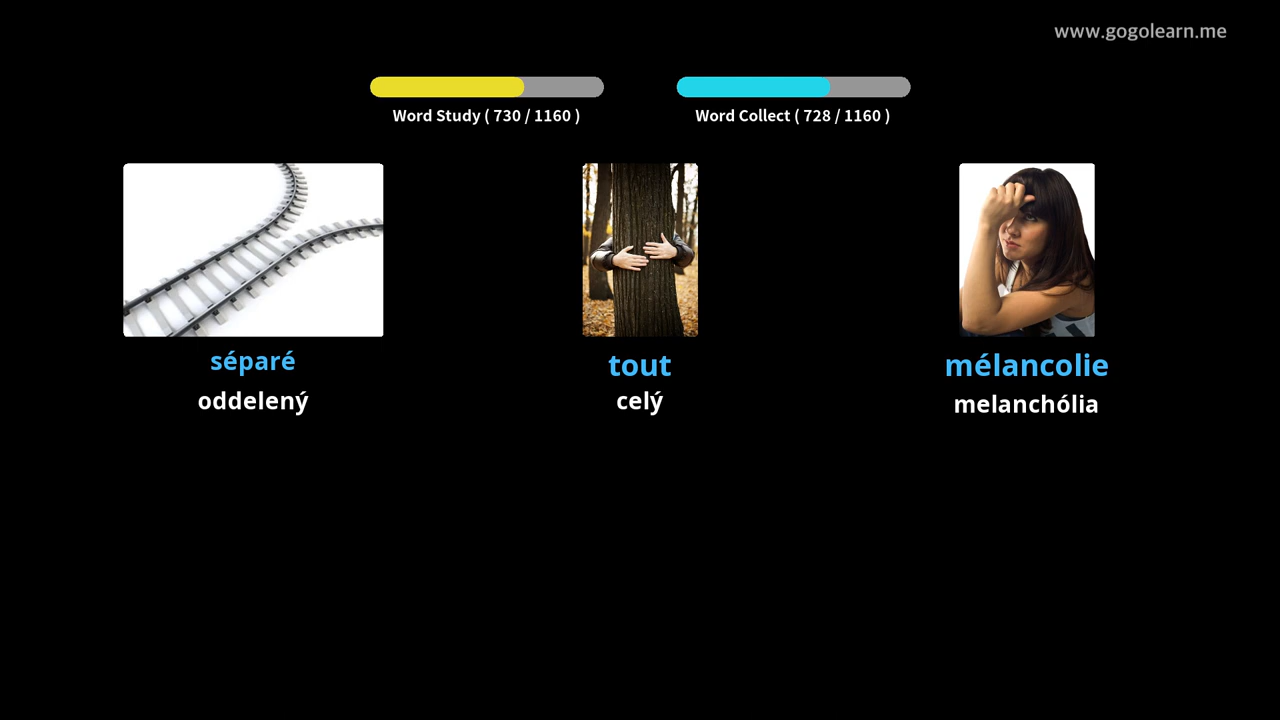 www.gogolearn.me
Word Study ( 730 / 1160 )
Word Collect ( 728 / 1160 )
séparé
tout
mélancolie
oddelený
celý
melanchólia